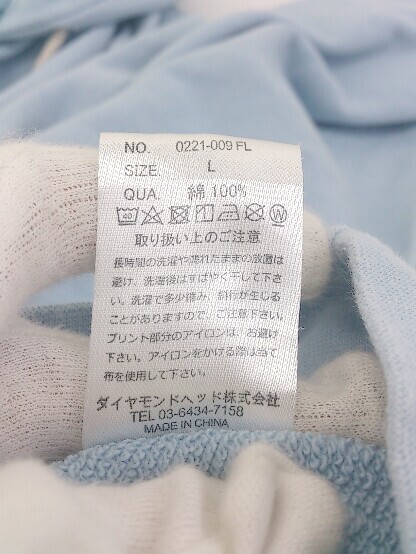 NO. 0221-009 FL
SIZE. L
QUA. 綿 100%
40
取り扱い上のご注意
長時間の洗濯や濡れたままの放置は
避け、洗濯後はすばやく干して下さ
い。洗濯で多少縮み、斜行が生じる
ことがありますので、ご注意下さい。
プリント部分のアイロンは、お避け
下さい。アイロンをかける際は当て
布を使用して下さい。
ダイヤモンドヘッド株式会社
TEL 03-6434-7158
MADE IN CHINA